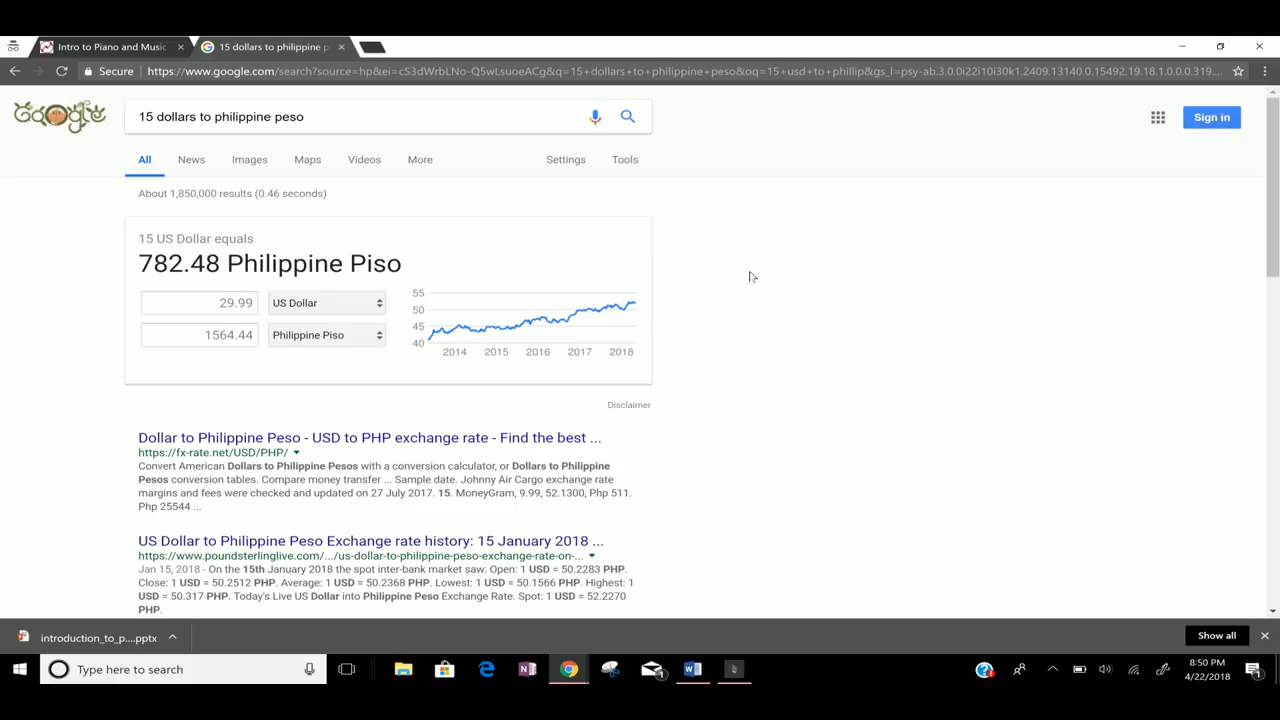 Intro to Piano and Music
15 dollars to philippine p
Secure
https://www.google.com/search?source=hp&ei=cS3dWrbLNo-Q5wLsuoeACg&q=15+dollars+to+philippine+peso&oq=15+usd+to+phillip&gs_l=psy-ab.3.0.0i22i10i30k1.2409.13140.0.15492.19.18.1.0.0.0.319....
Google
15 dollars to philippine peso
Sign in
All News Images Maps Videos More Settings Tools
About 1,850,000 results (0.46 seconds)
15 US Dollar equals
782.48 Philippine Piso
29.99 US Dollar
1564.44 Philippine Piso
55
50
45
40
2014 2015 2016 2017 2018
Disclaimer
Dollar to Philippine Peso - USD to PHP exchange rate - Find the best ...
https://fx-rate.net/USD/PHP/
Convert American Dollars to Philippine Pesos with a conversion calculator, or Dollars to Philippine
Pesos conversion tables. Compare money transfer ... Sample date. Johnny Air Cargo exchange rate
margins and fees were checked and updated on 27 July 2017. 15. MoneyGram, 9.99, 52.1300, Php 511.
Php 25544 ...
US Dollar to Philippine Peso Exchange rate history: 15 January 2018 ...
https://www.poundsterlinglive.com/.../us-dollar-to-philippine-peso-exchange-rate-on-...
Jan 15, 2018 - On the 15th January 2018 the spot inter-bank market saw: Open: 1 USD = 50.2283 PHP.
Close: 1 USD = 50.2512 PHP. Average: 1 USD = 50.2368 PHP. Lowest: 1 USD = 50.1566 PHP. Highest: 1
USD = 50.317 PHP. Today's Live US Dollar into Philippine Peso Exchange Rate. Spot: 1 USD = 52.2270
PHP.
introduction_to_p....pptx
Show all
Type here to search
8:50 PM
4/22/2018